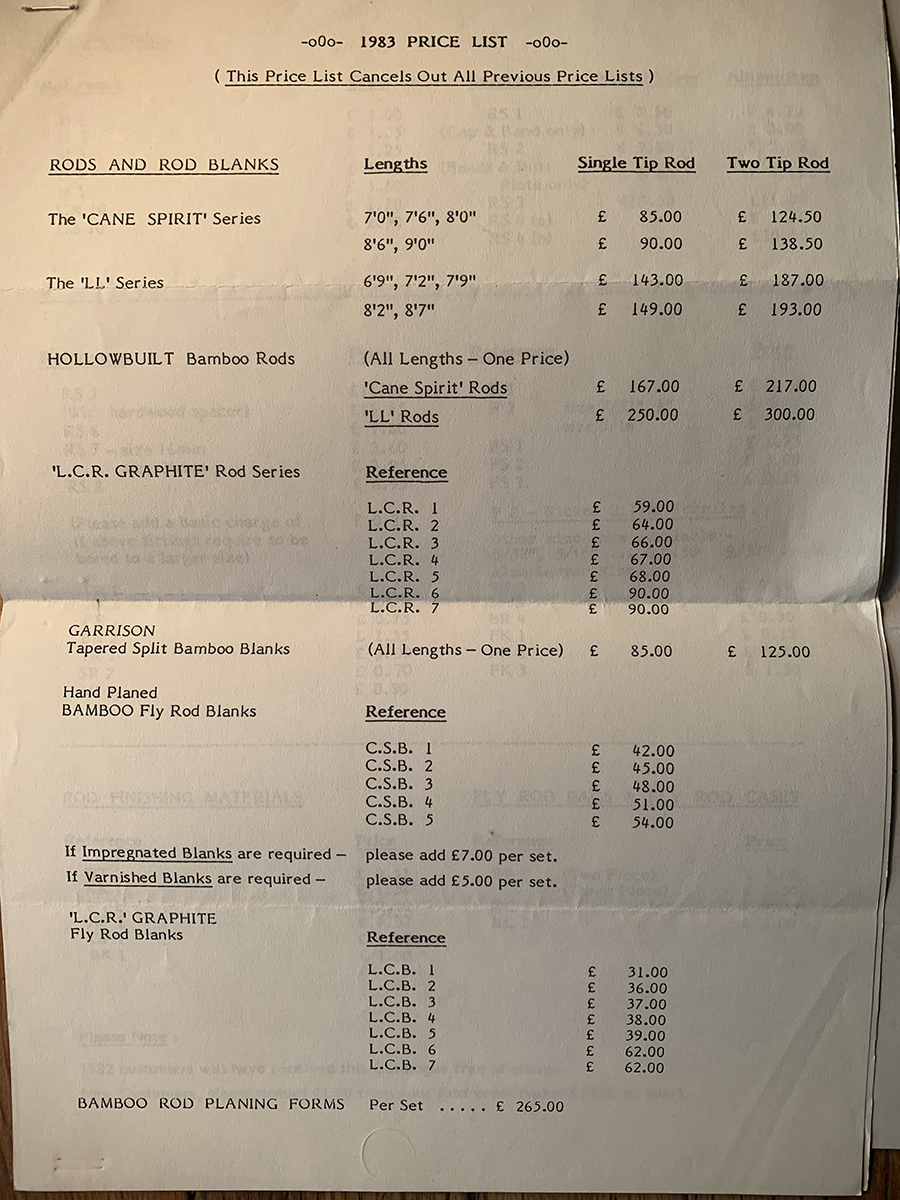 -oOo- 1983 PRICE LIST -oOo-
( This Price List Cancels Out All Previous Price Lists )
RODS AND ROD BLANKS Lengths Single Tip Rod Two Tip Rod
The 'CANE SPIRIT' Series 7'0", 7'6", 8'0" £ 85.00 £ 124.50
8'6", 9'0" £ 90.00 £ 138.50
The 'LL' Series 6'9", 7'2", 7'9" £ 143.00 £ 187.00
8'2", 8'7" £ 149.00 £ 193.00
HOLLOWBUILT Bamboo Rods (All Lengths – One Price)
'Cane Spirit' Rods £ 167.00 £ 217.00
'LL' Rods £ 250.00 £ 300.00
'L.C.R. GRAPHITE' Rod Series Reference
L.C.R. 1 £ 59.00
L.C.R. 2 £ 64.00
L.C.R. 3 £ 66.00
L.C.R. 4 £ 67.00
L.C.R. 5 £ 68.00
L.C.R. 6 £ 90.00
L.C.R. 7 £ 90.00
GARRISON
Tapered Split Bamboo Blanks (All Lengths – One Price) £ 85.00 £ 125.00
Hand Planed
BAMBOO Fly Rod Blanks Reference
C.S.B. 1 £ 42.00
C.S.B. 2 £ 45.00
C.S.B. 3 £ 48.00
C.S.B. 4 £ 51.00
C.S.B. 5 £ 54.00
If Impregnated Blanks are required – please add £7.00 per set.
If Varnished Blanks are required – please add £5.00 per set.
'L.C.R.' GRAPHITE
Fly Rod Blanks Reference
L.C.B. 1 £ 31.00
L.C.B. 2 £ 36.00
L.C.B. 3 £ 37.00
L.C.B. 4 £ 38.00
L.C.B. 5 £ 39.00
L.C.B. 6 £ 62.00
L.C.B. 7 £ 62.00
BAMBOO ROD PLANING FORMS Per Set ..... £ 265.00